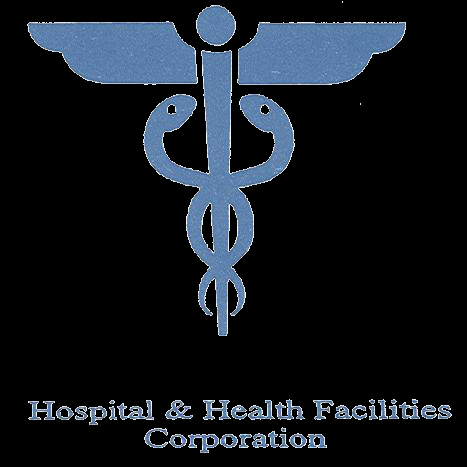 Hospital & Health Facilities
Corporation